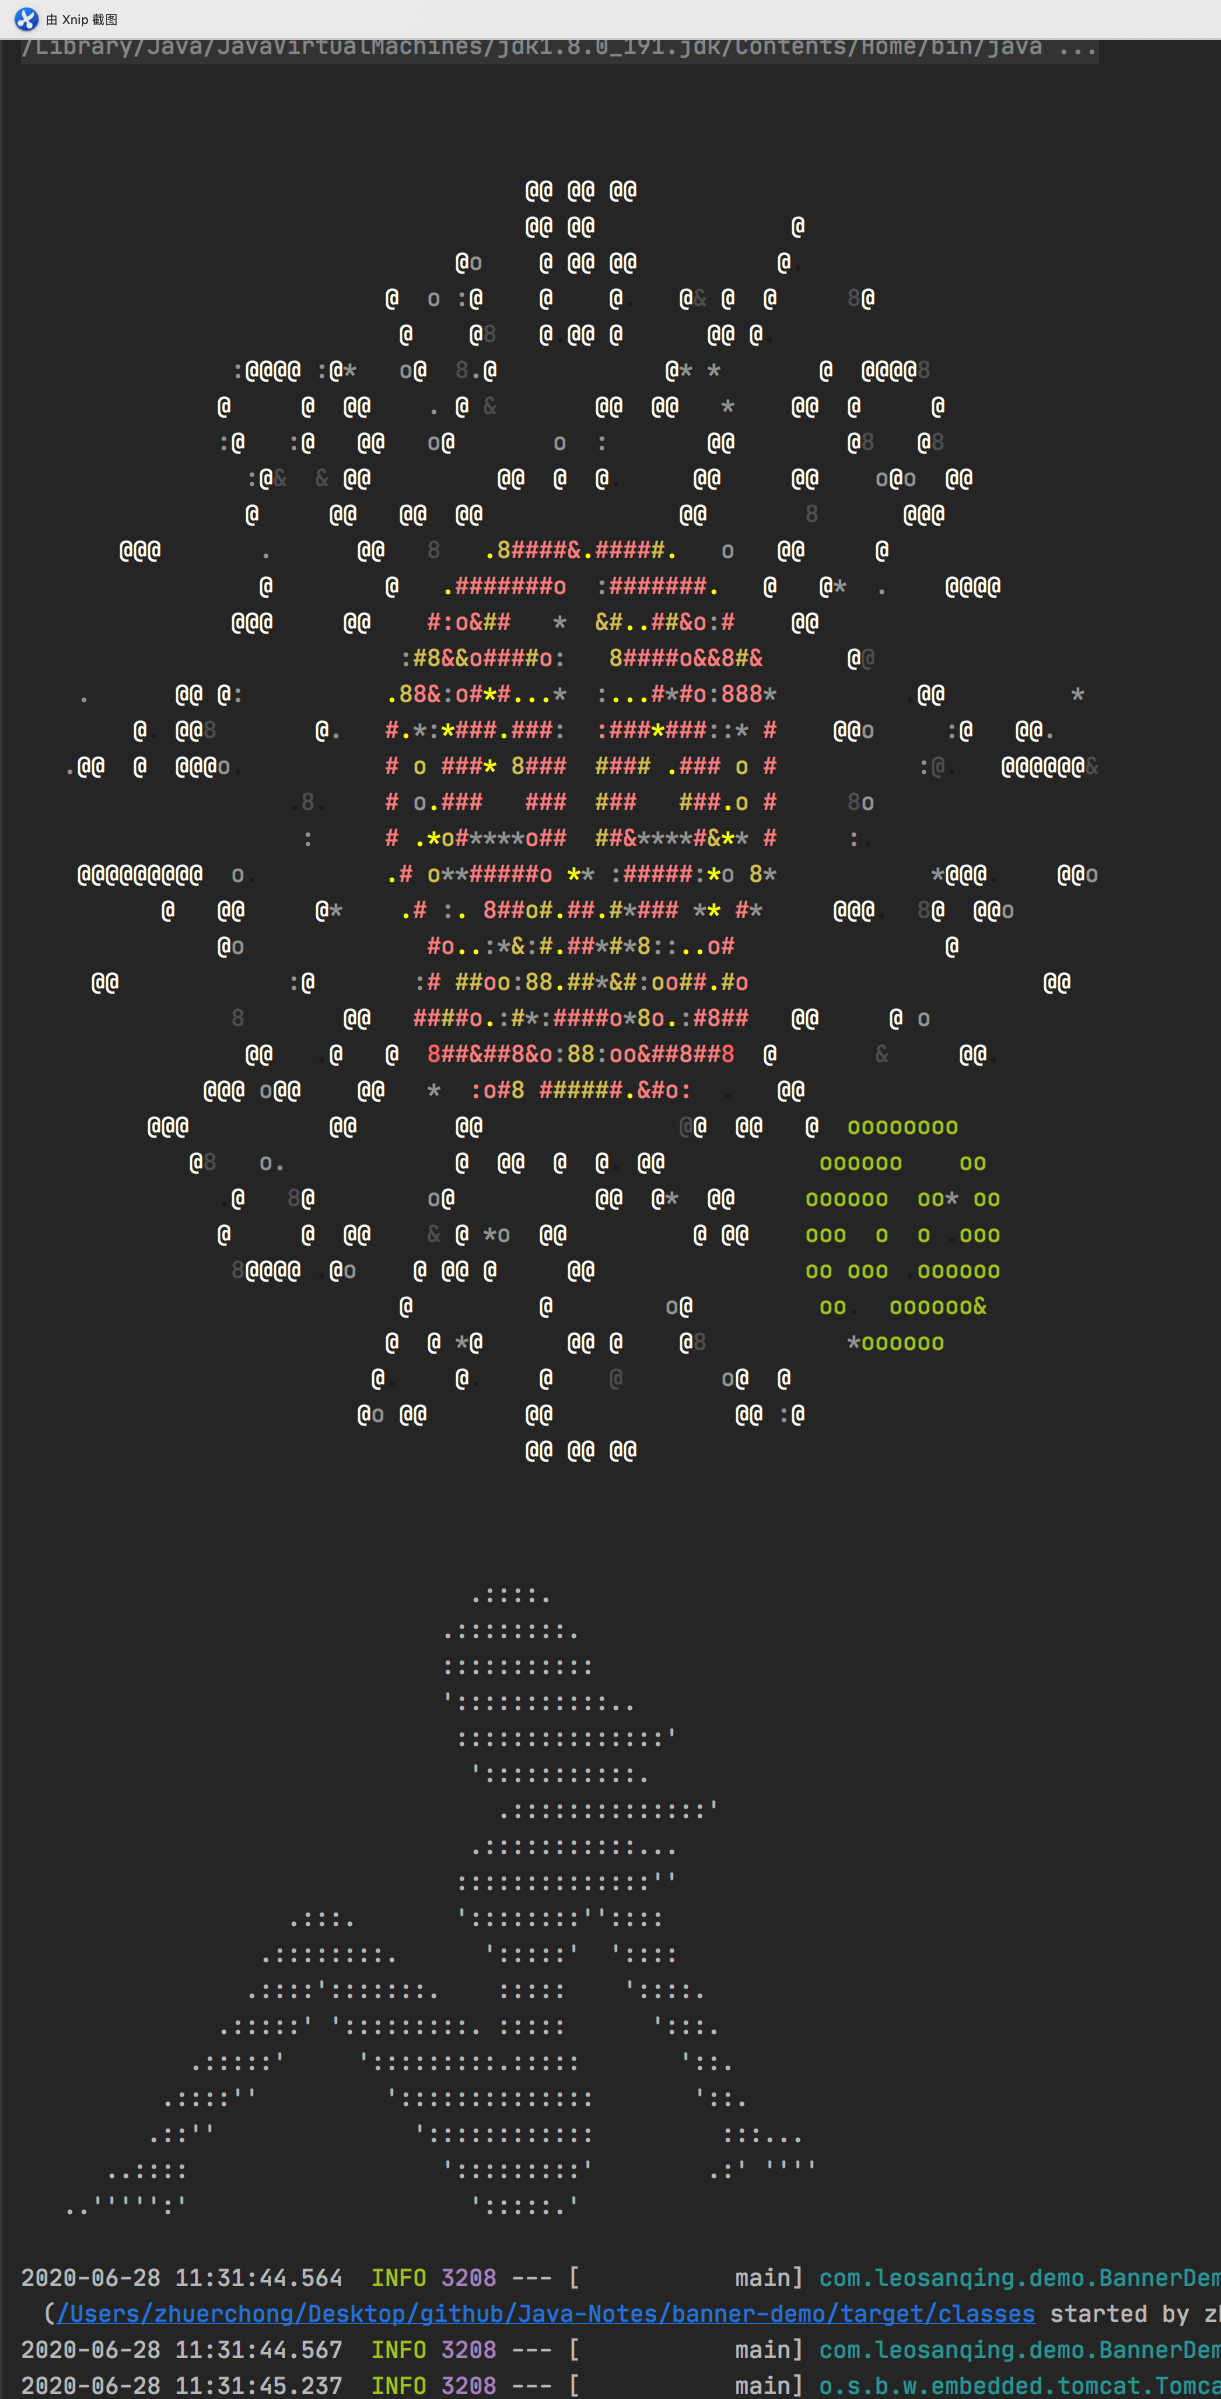 由 Xnip 截图
/Library/Java/JavaVirtualMachines/jdk1.8.0_191.jdk/Contents/Home/bin/java ...
2020-06-28 11:31:44.564  INFO 3208 --- [           main] com.leosanqing.demo.BannerDem
(/Users/zhuerchong/Desktop/github/Java-Notes/banner-demo/target/classes started by zh
2020-06-28 11:31:44.567  INFO 3208 --- [           main] com.leosanqing.demo.BannerDem
2020-06-28 11:31:45.237  INFO 3208 --- [           main] o.s.b.w.embedded.tomcat.Tomca